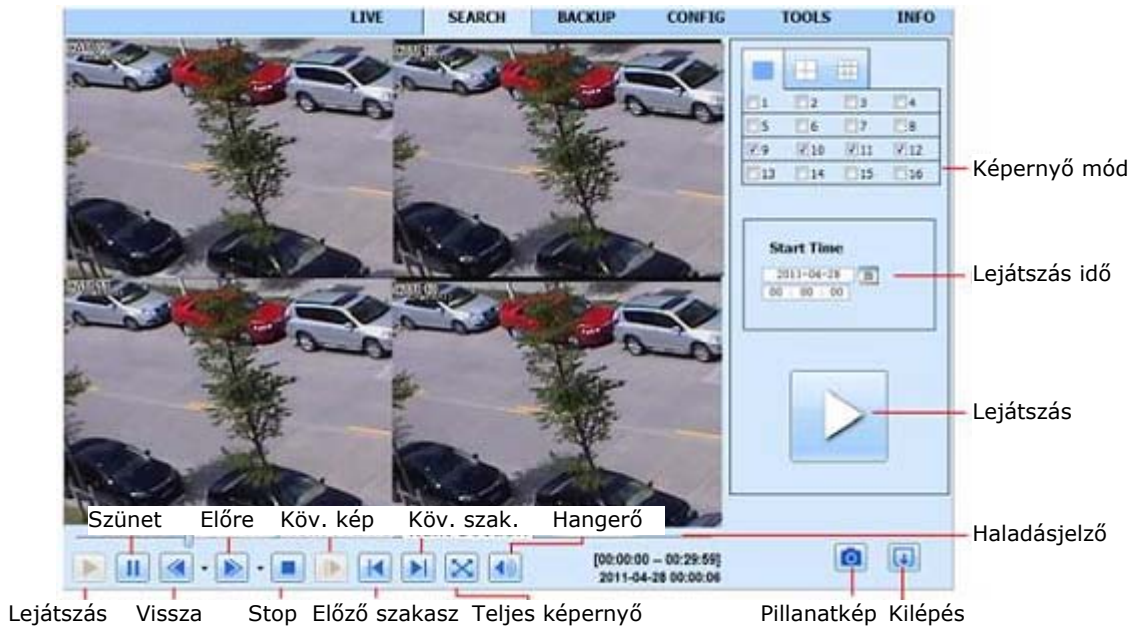 LIVE SEARCH BACKUP CONFIG TOOLS INFO
1 2 3 4
5 6 7 8
9 10 11 12
13 14 15 16
Képernyő mód
Start Time
2011-04-28
00 : 00 : 00
Lejátszás idő
Lejátszás
Szünet Előre Köv. kép Köv. szak. Hangerő
Haladásjelző
[00:00:00 -- 00:29:59]
2011-04-28 00:00:06
Lejátszás Vissza Stop Előző szakasz Teljes képernyő Pillanatkép Kilépés